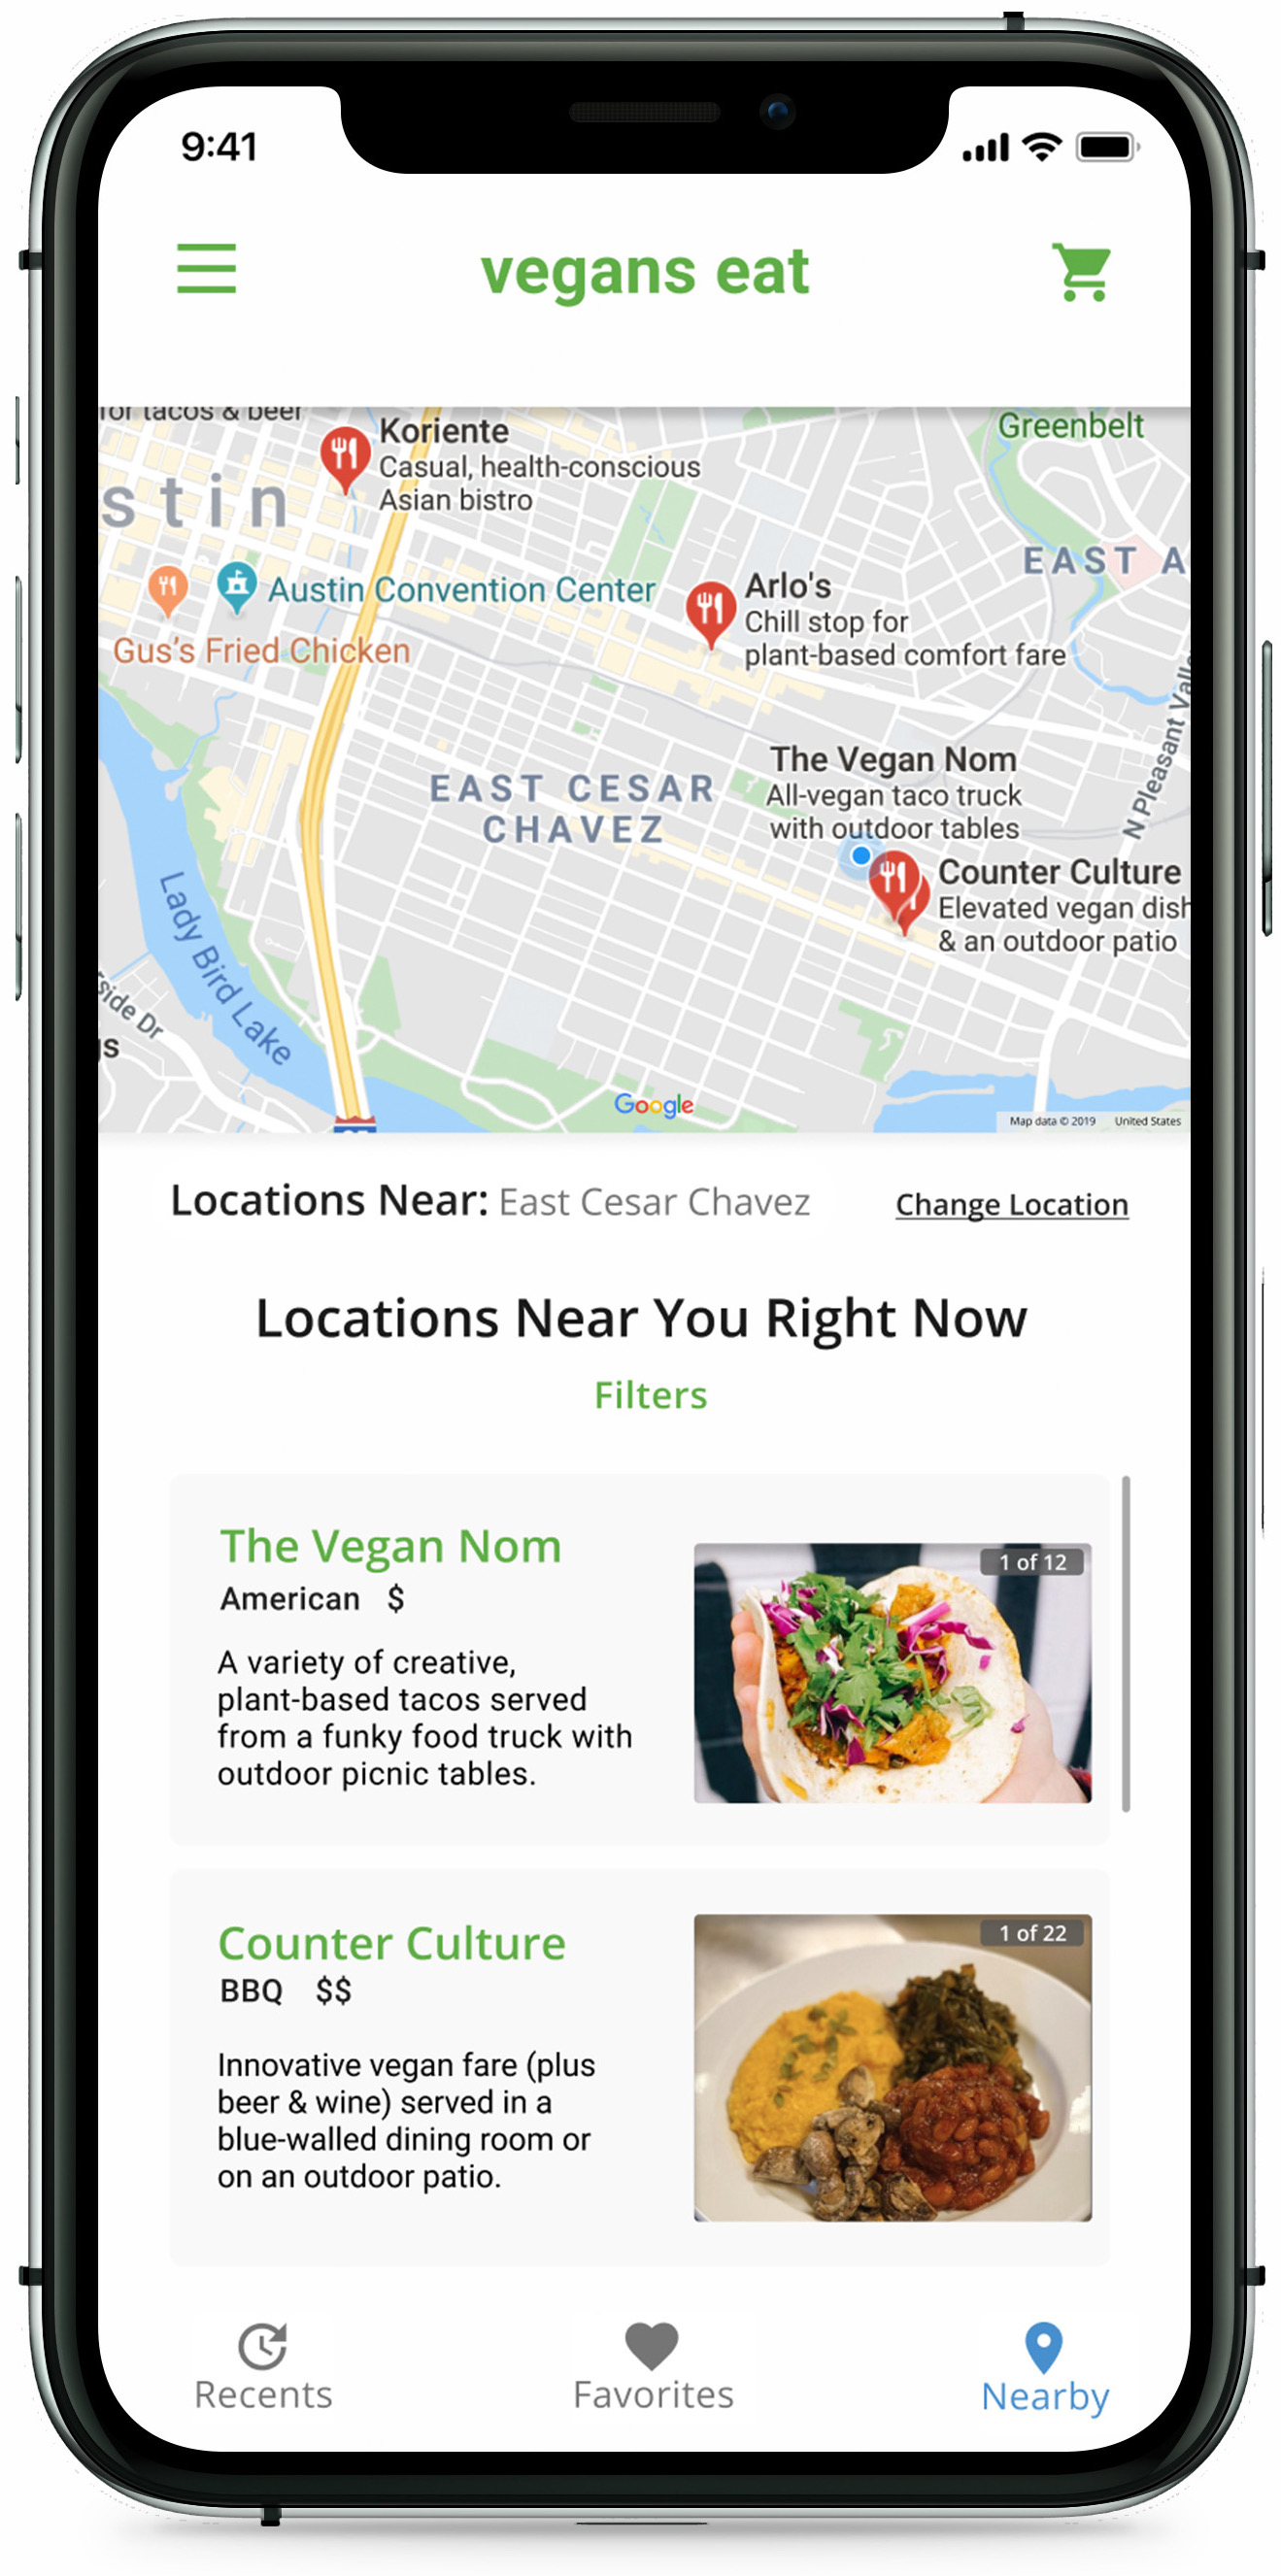 9:41
vegans eat
for tacos & beer
Koriente
Casual, health-conscious
Asian bistro
Greenbelt
stin
EAST A
Austin Convention Center
Arlo's
Chill stop for
plant-based comfort fare
Gus's Fried Chicken
N Pleasant Valle
The Vegan Nom
All-vegan taco truck
with outdoor tables
EAST CESAR
CHAVEZ
Counter Culture
Elevated vegan dish
& an outdoor patio
Lady Bird Lake
rside Dr
gs
Google
Map data © 2019 United States
Locations Near: East Cesar Chavez
Change Location
Locations Near You Right Now
Filters
The Vegan Nom
American $
A variety of creative,
plant-based tacos served
from a funky food truck with
outdoor picnic tables.
1 of 12
Counter Culture
BBQ $$
Innovative vegan fare (plus
beer & wine) served in a
blue-walled dining room or
on an outdoor patio.
1 of 22
Recents
Favorites
Nearby